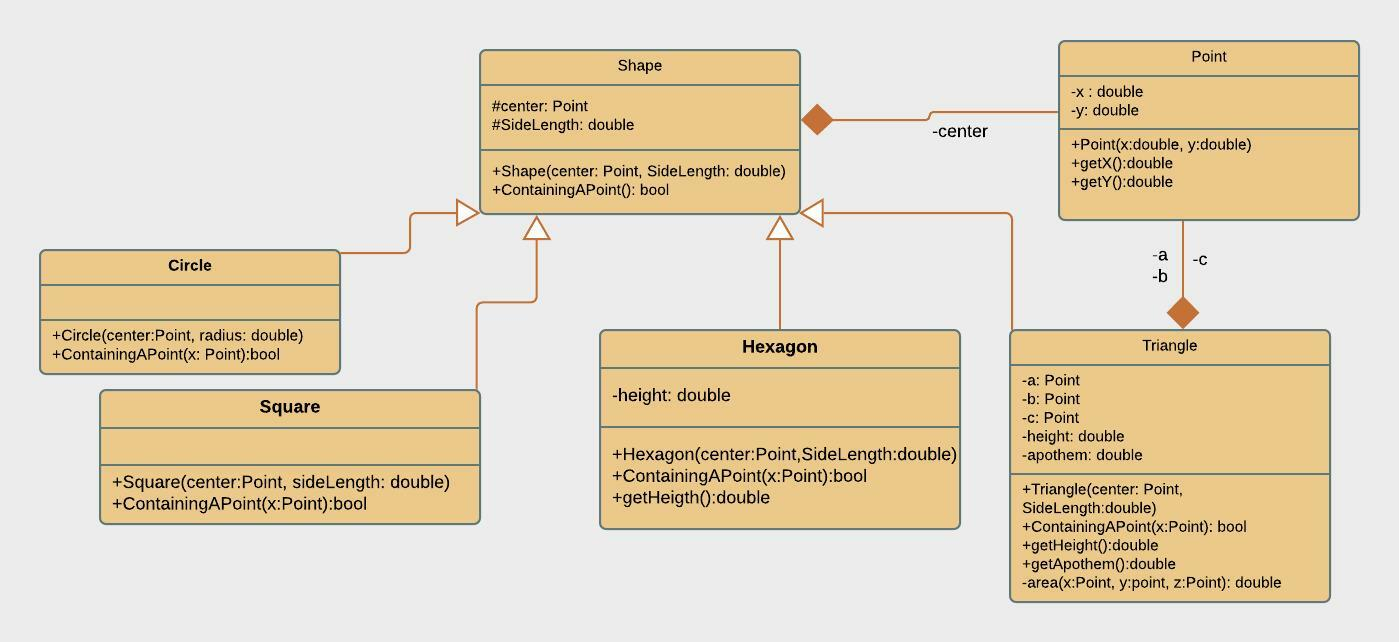 Shape
#center: Point
#SideLength: double
+Shape(center: Point, SideLength: double)
+ContainingAPoint(): bool
-center
Point
-x : double
-y: double
+Point(x:double, y:double)
+getX():double
+getY():double
-a
-b
-c
Circle
+Circle(center:Point, radius: double)
+ContainingAPoint(x: Point):bool
Square
+Square(center:Point, sideLength: double)
+ContainingAPoint(x:Point):bool
Hexagon
-height: double
+Hexagon(center:Point,SideLength:double)
+ContainingAPoint(x:Point):bool
+getHeigth():double
Triangle
-a: Point
-b: Point
-c: Point
-height: double
-apothem: double
+Triangle(center: Point,
SideLength:double)
+ContainingAPoint(x:Point): bool
+getHeight():double
+getApothem():double
-area(x:Point, y:point, z:Point): double